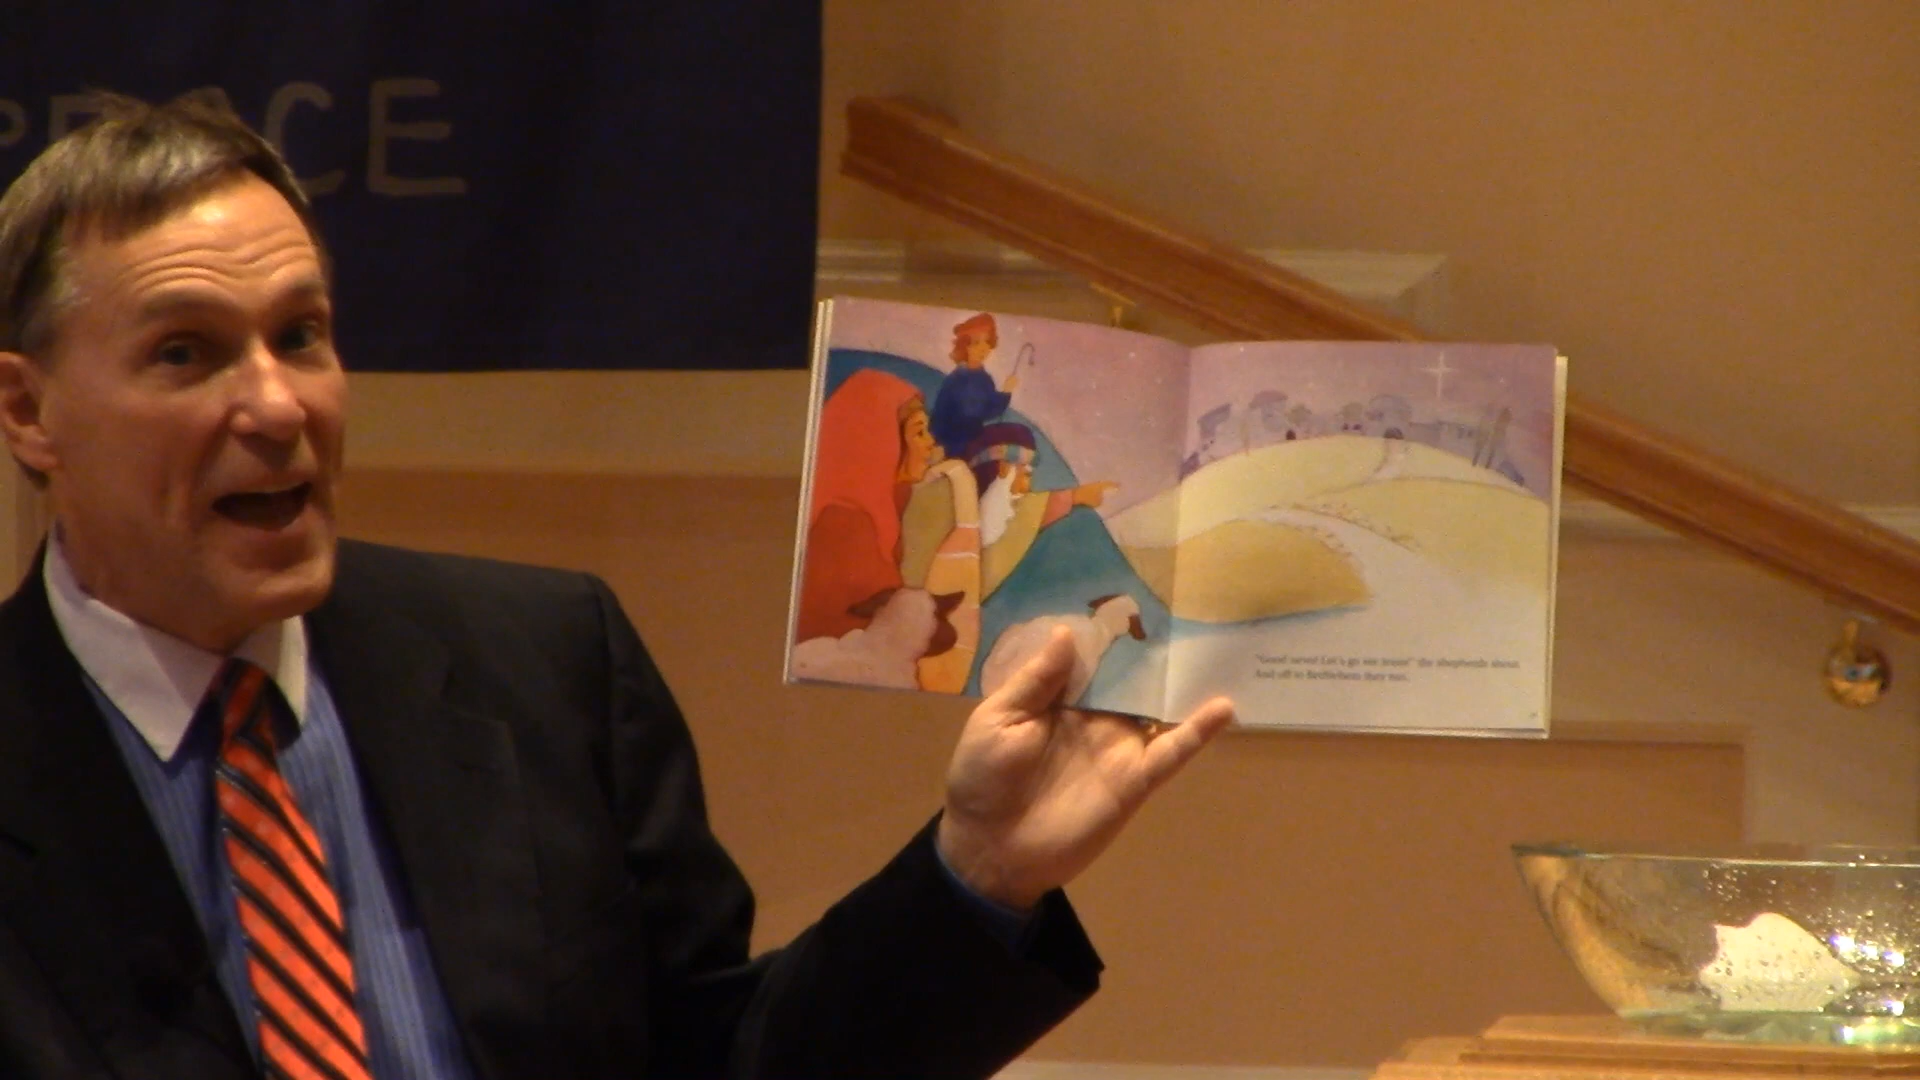 PEACE
"Good news! Let's go see Jesus!" the shepherds shout.
And off to Bethlehem they run.